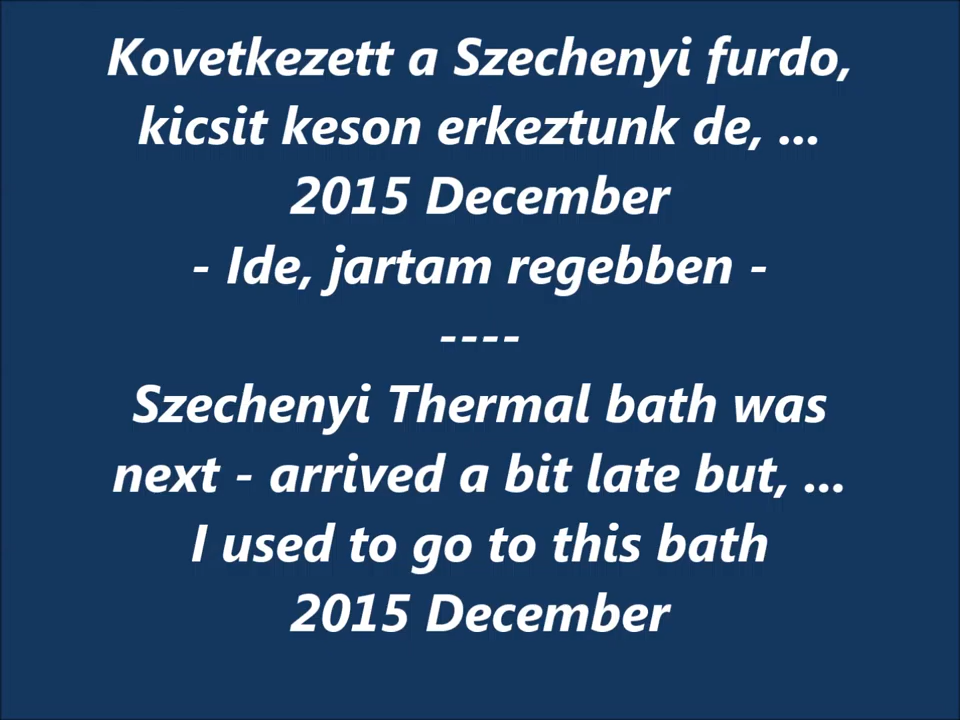 Kovetkezett a Szechenyi furdo,
kicsit keson erkeztunk de, ...
2015 December
- Ide, jartam regebben -
----
Szechenyi Thermal bath was
next - arrived a bit late but, ...
I used to go to this bath
2015 December